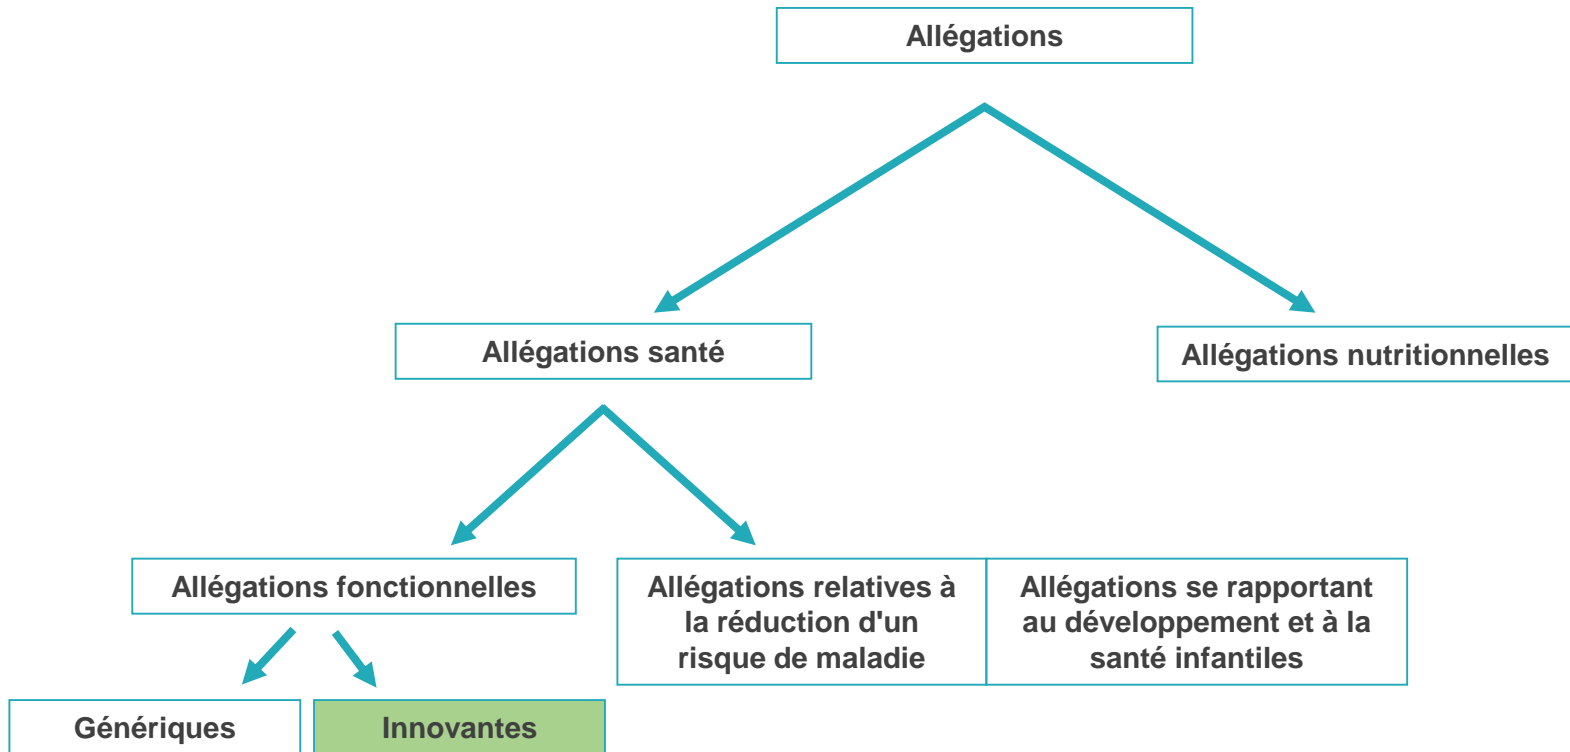 Allégations
Allégations santé
Allégations nutritionnelles
Allégations fonctionnelles
Allégations relatives à
la réduction d'un
risque de maladie
Allégations se rapportant
au développement et à la
santé infantiles
Génériques
Innovantes